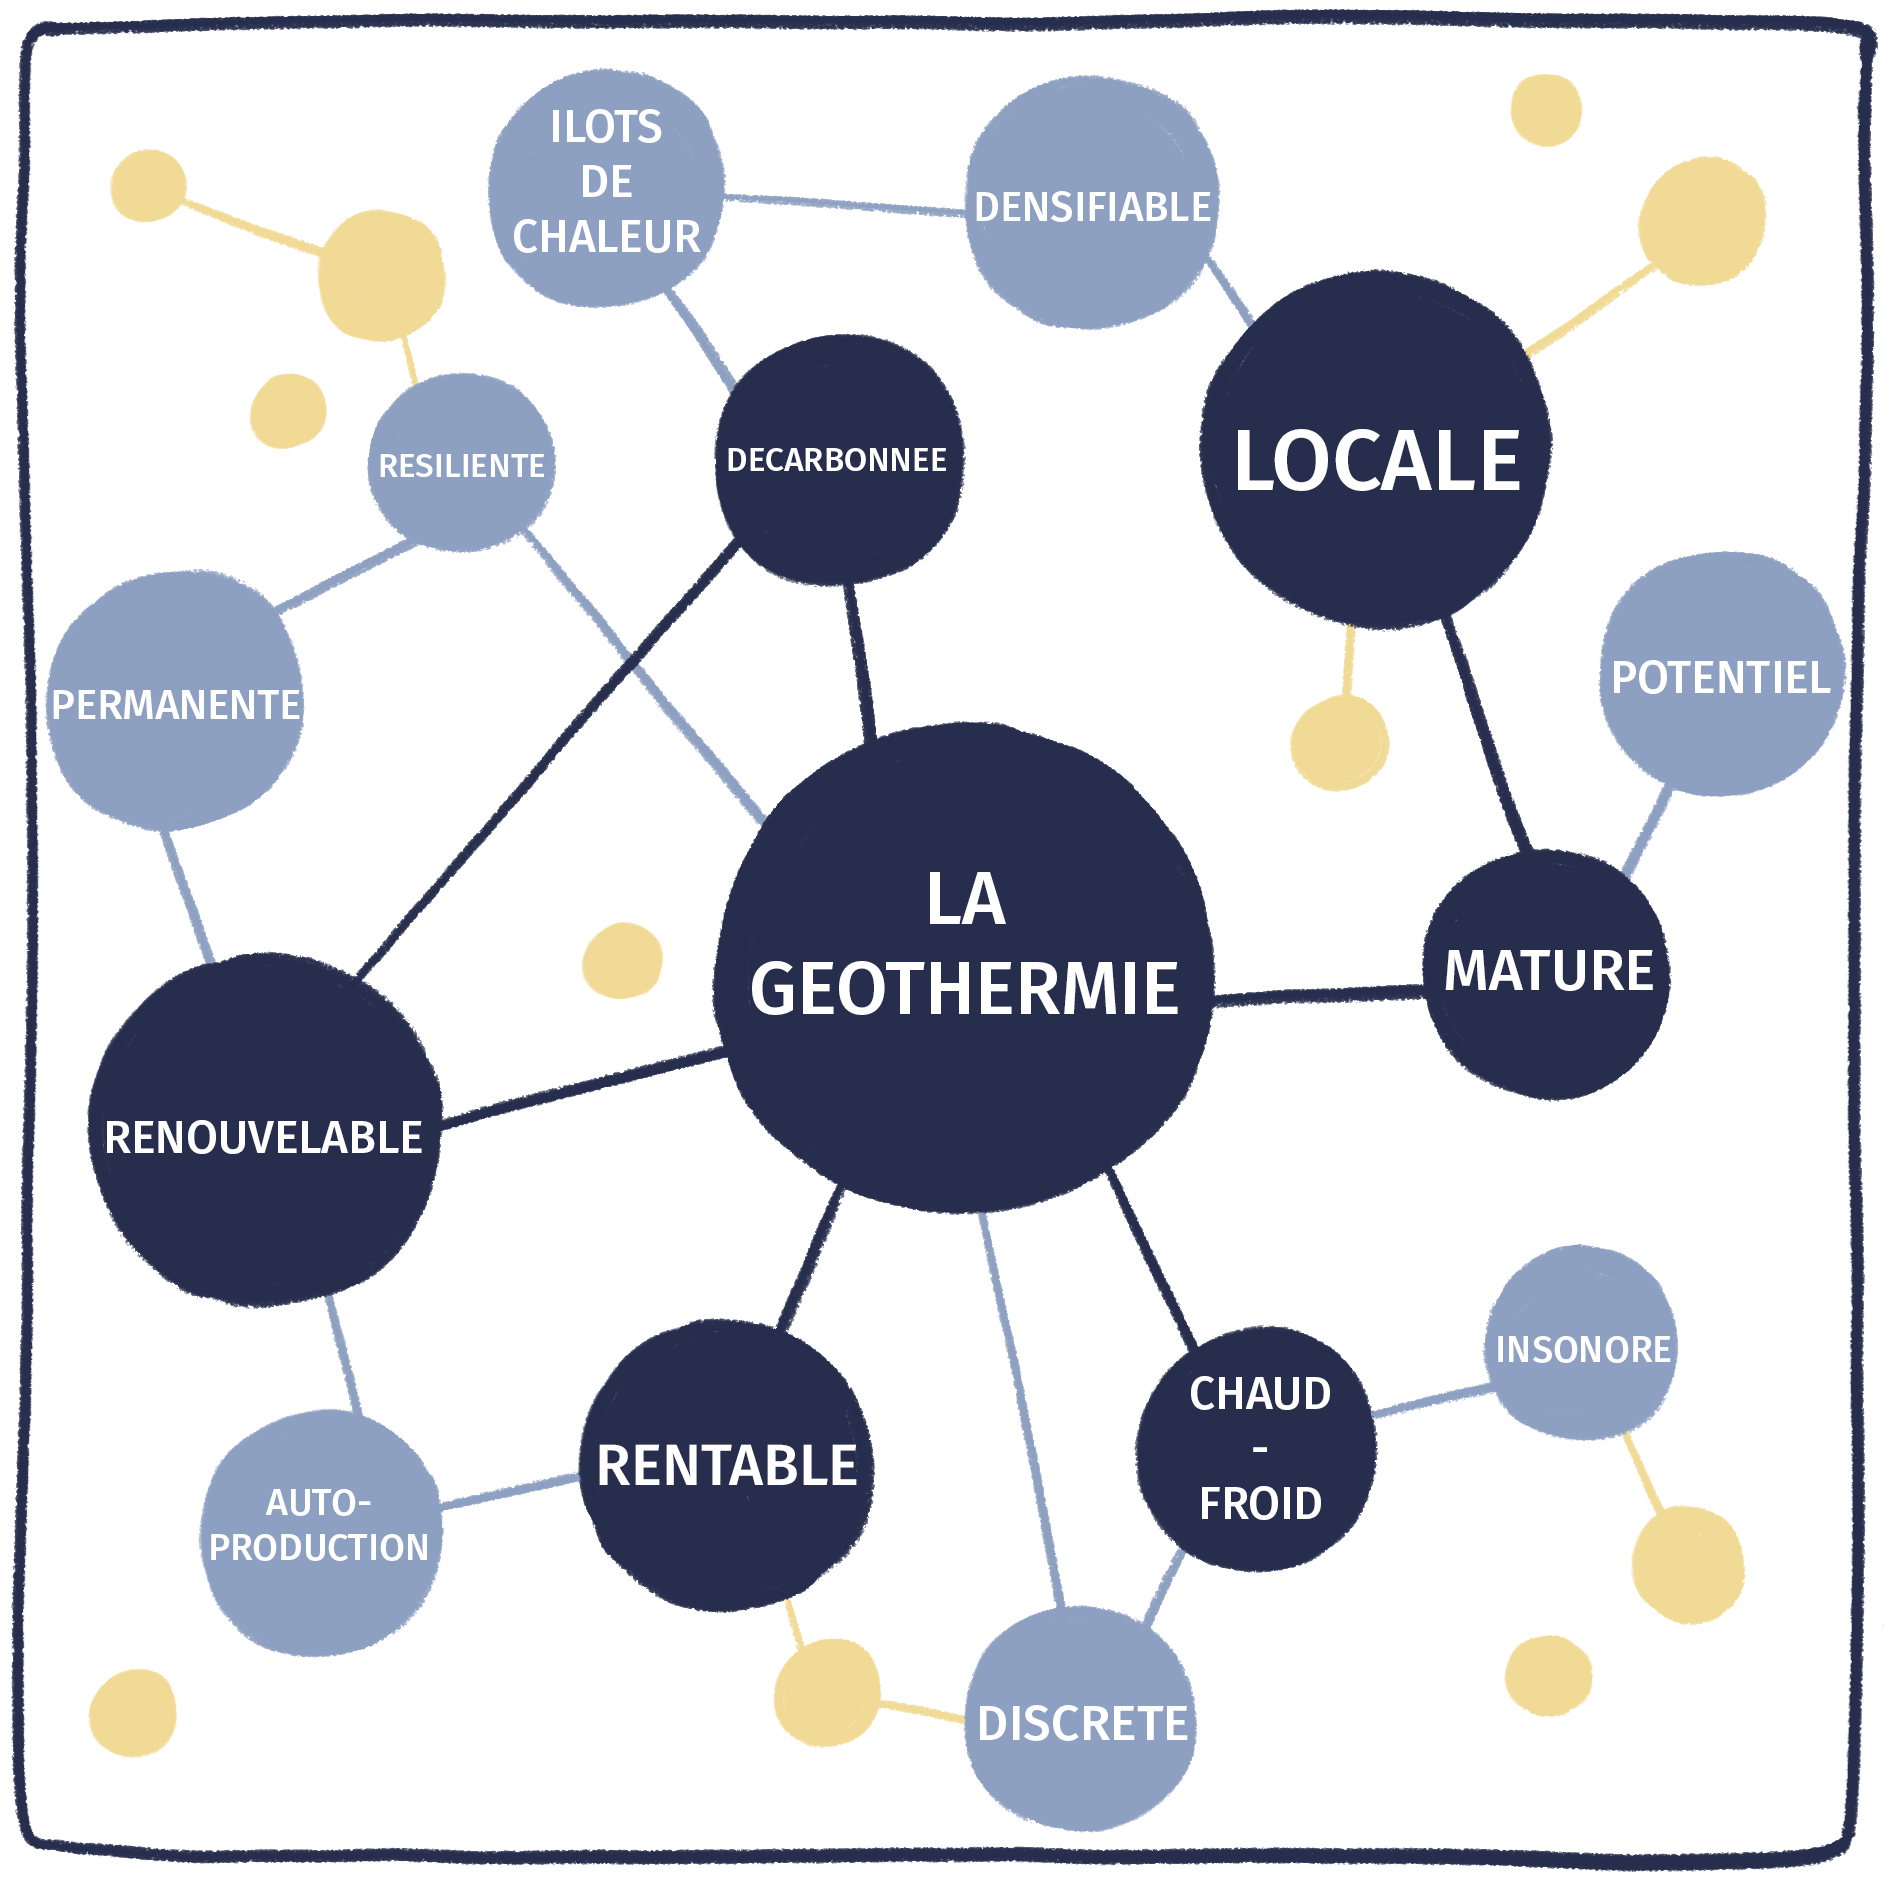 ILOTS
DE
CHALEUR
DENSIFIABLE
RESILIENTE
DECARBONNEE
LOCALE
PERMANENTE
POTENTIEL
LA
GEOTHERMIE
MATURE
RENOUVELABLE
INSONORE
CHAUD
-
FROID
RENTABLE
AUTO-
PRODUCTION
DISCRETE